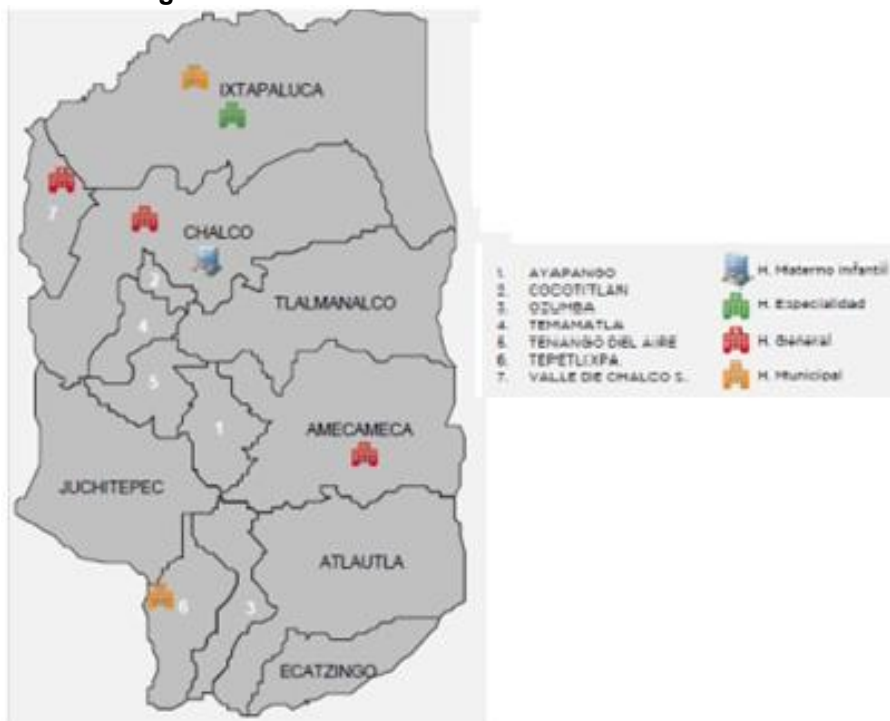 IXTAPALUCA
7
CHALCO
TLALMANALCO
4
5
1
AMECAMECA
JUCHITEPEC
ATLAUTLA
6
3
ECATZINGO
1. AYAPANGO
2. COCOTITLAN
3. OZUMBA
4. TEMAMATLA
5. TENANGO DEL AIRE
6. TEPETLIXPA
7. VALLE DE CHALCO S.
H. Materno Infantil
H. Especialidad
H. General
H. Municipal